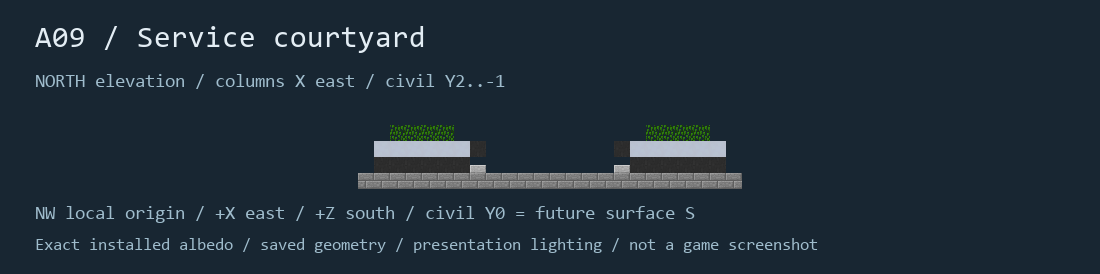 A09 / Service courtyard
NORTH elevation / columns X east / civil Y2..-1
NW local origin / +X east / +Z south / civil Y0 = future surface S
Exact installed albedo / saved geometry / presentation lighting / not a game screenshot